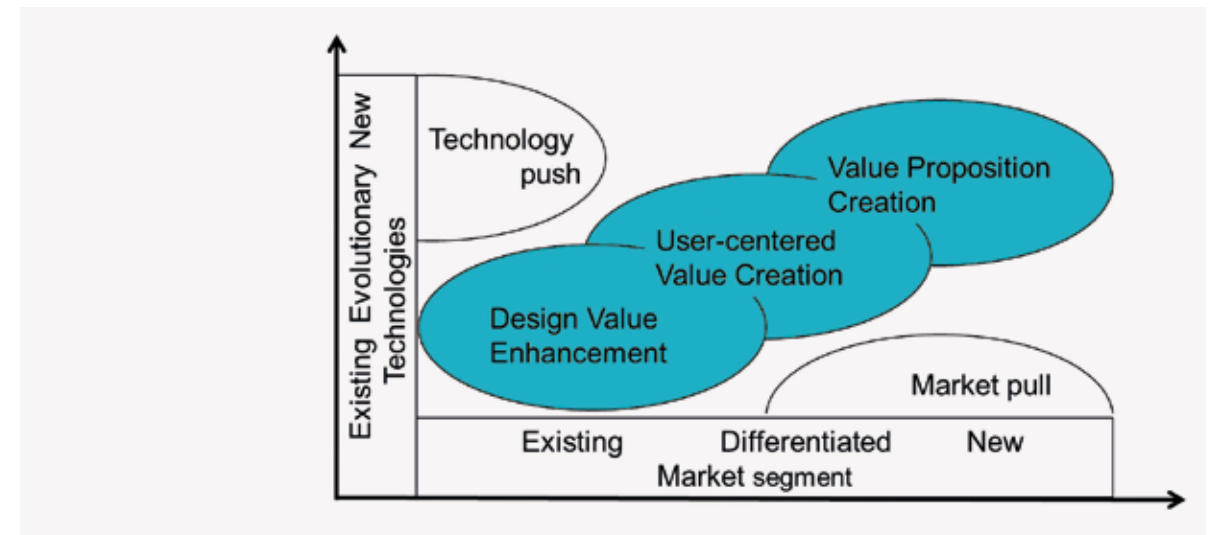 Existing Evolutionary New
Technologies
Technology
push
Value Proposition
Creation
User-centered
Value Creation
Design Value
Enhancement
Market pull
Existing Differentiated New
Market segment